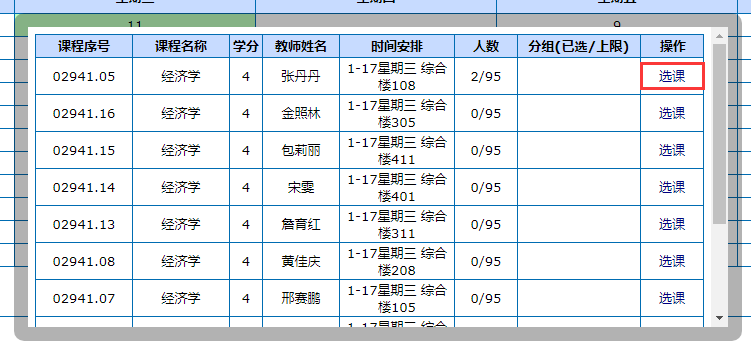 星期三 星期四 星期五
11 9
课程序号 课程名称 学分 教师姓名 时间安排 人数 分组(已选/上限) 操作
02941.05 经济学 4 张丹丹 1-17星期三 综合楼108 2/95 选课
02941.16 经济学 4 金照林 1-17星期三 综合楼305 0/95 选课
02941.15 经济学 4 包莉丽 1-17星期三 综合楼411 0/95 选课
02941.14 经济学 4 宋雯 1-17星期三 综合楼401 0/95 选课
02941.13 经济学 4 詹育红 1-17星期三 综合楼311 0/95 选课
02941.08 经济学 4 黄佳庆 1-17星期三 综合楼208 0/95 选课
02941.07 经济学 4 邢赛鹏 1-17星期三 综合楼105 0/95 选课
1-17星期三 综合